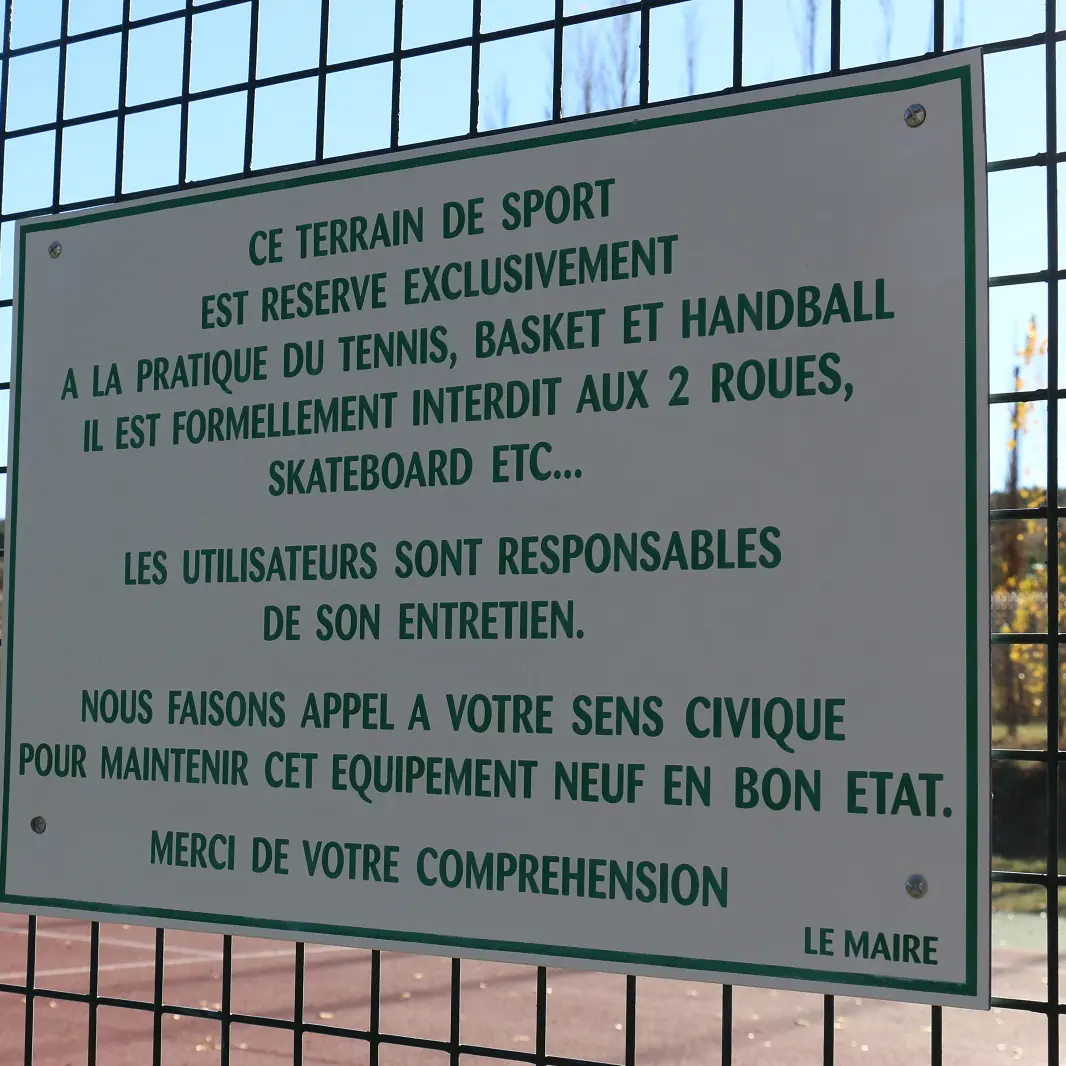 CE TERRAIN DE SPORT
EST RESERVE EXCLUSIVEMENT
A LA PRATIQUE DU TENNIS, BASKET ET HANDBALL
IL EST FORMELLEMENT INTERDIT AUX 2 ROUES,
SKATEBOARD ETC...
LES UTILISATEURS SONT RESPONSABLES
DE SON ENTRETIEN.
NOUS FAISONS APPEL A VOTRE SENS CIVIQUE
POUR MAINTENIR CET EQUIPEMENT NEUF EN BON ETAT.
MERCI DE VOTRE COMPREHENSION
LE MAIRE